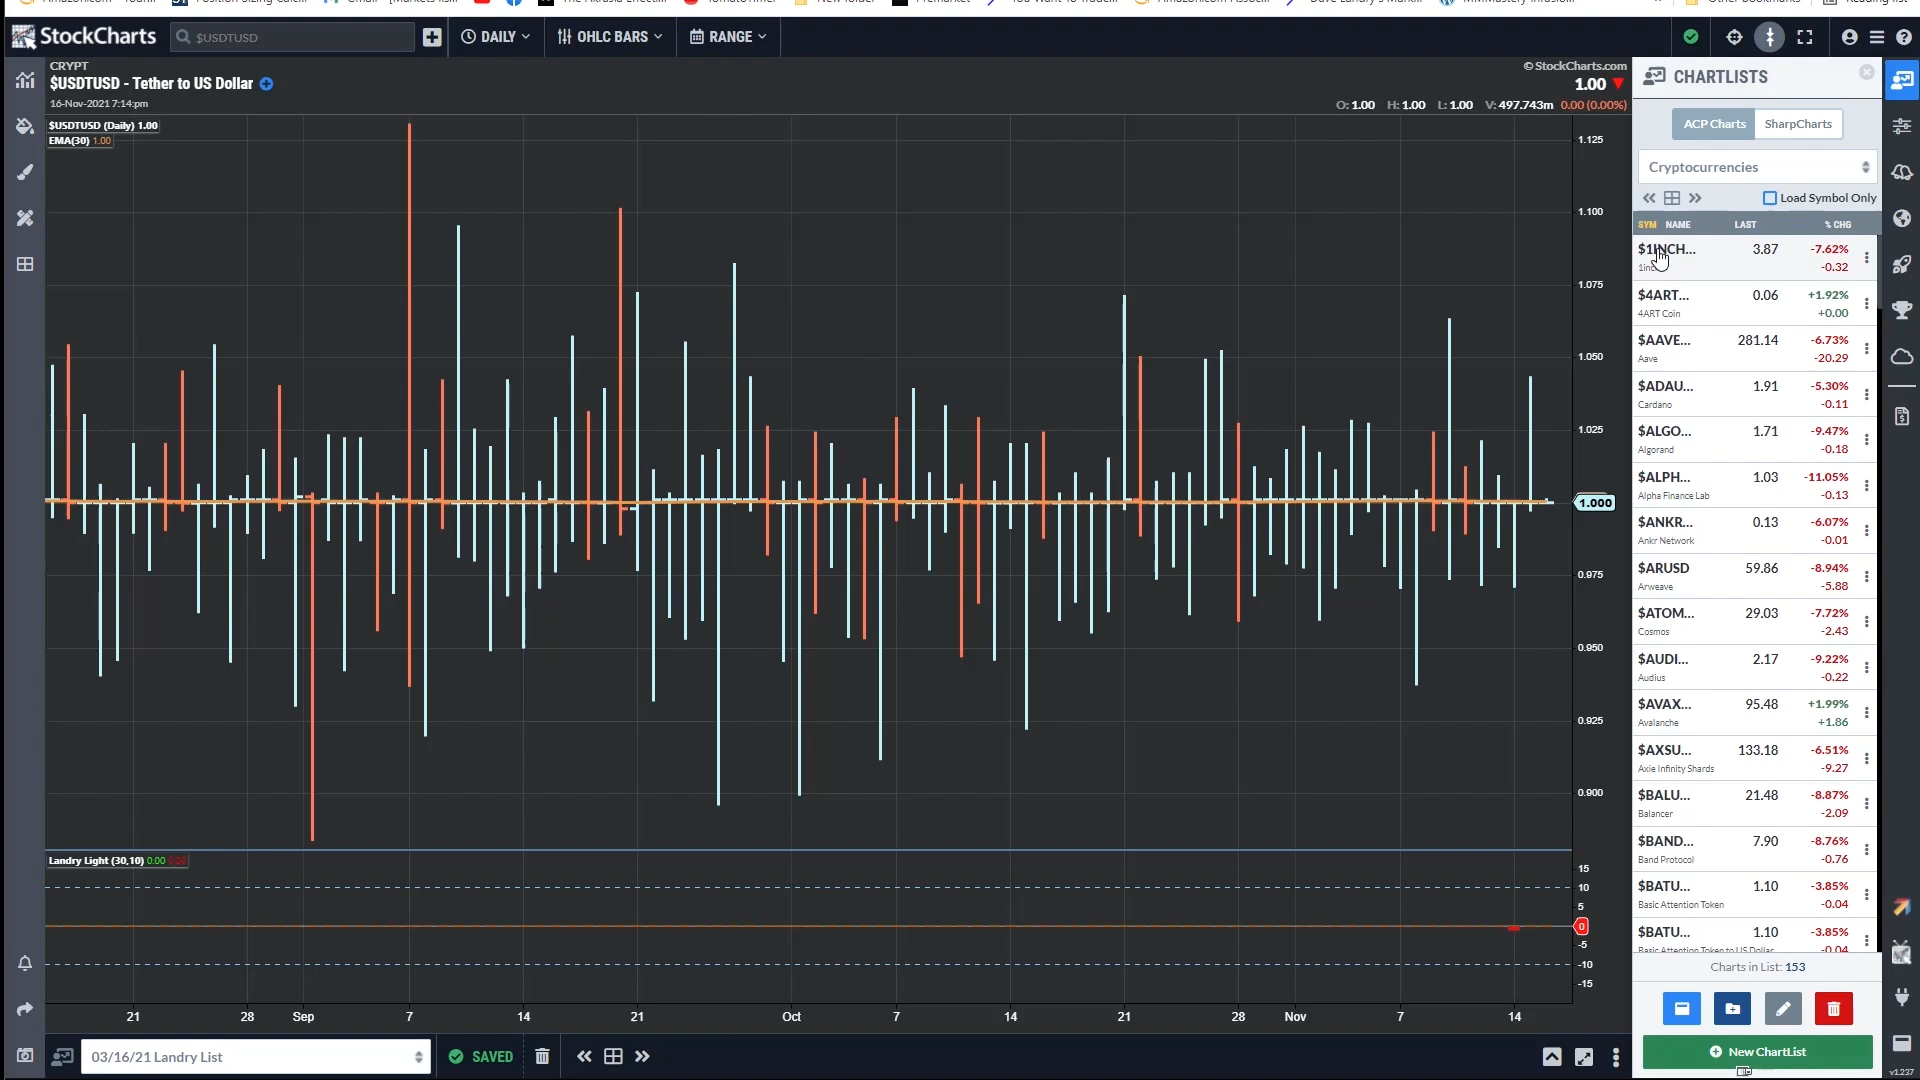 StockCharts
$USDTUSD
DAILY
OHLC BARS
RANGE
CRYPT
$USDTUSD - Tether to US Dollar
16-Nov-2021 7:14pm
© StockCharts.com
1.00
O: 1.00 H: 1.00 L: 1.00 V: 497.743m 0.00 (0.00%)
$USDTUSD (Daily) 1.00
EMA(30) 1.00
1.125
1.100
1.075
1.050
1.025
1.000
0.975
0.950
0.925
0.900
Landry Light (30,10) 0.00
15
10
5
0
-5
-10
-15
21 28 Sep 7 14 21 Oct 7 14 21 28 Nov 7 14
03/16/21 Landry List
SAVED
CHARTLISTS
ACP Charts SharpCharts
Cryptocurrencies
Load Symbol Only
SYM NAME LAST % CHG
$1INCH... 3.87 -7.62%
-0.32
$4ART... 0.06 +1.92%
4ART Coin +0.00
$AAVE... 281.14 -6.73%
Aave -20.29
$ADAU... 1.91 -5.30%
Cardano -0.11
$ALGO... 1.71 -9.47%
Algorand -0.18
$ALPH... 1.03 -11.05%
Alpha Finance Lab -0.13
$ANKR... 0.13 -6.07%
Ankr Network -0.01
$ARUSD 59.86 -8.94%
Arweave -5.88
$ATOM... 29.03 -7.72%
Cosmos -2.43
$AUDI... 2.17 -9.22%
Audius -0.22
$AVAX... 95.48 +1.99%
Avalanche +1.86
$AXSU... 133.18 -6.51%
Axie Infinity Shards -9.27
$BALU... 21.48 -8.87%
Balancer -2.09
$BAND... 7.90 -8.76%
Band Protocol -0.76
$BATU... 1.10 -3.85%
Basic Attention Token -0.04
$BATU... 1.10 -3.85%
Basic Attention Token to US Dollar -0.04
Charts in List: 153
New ChartList
v1.237